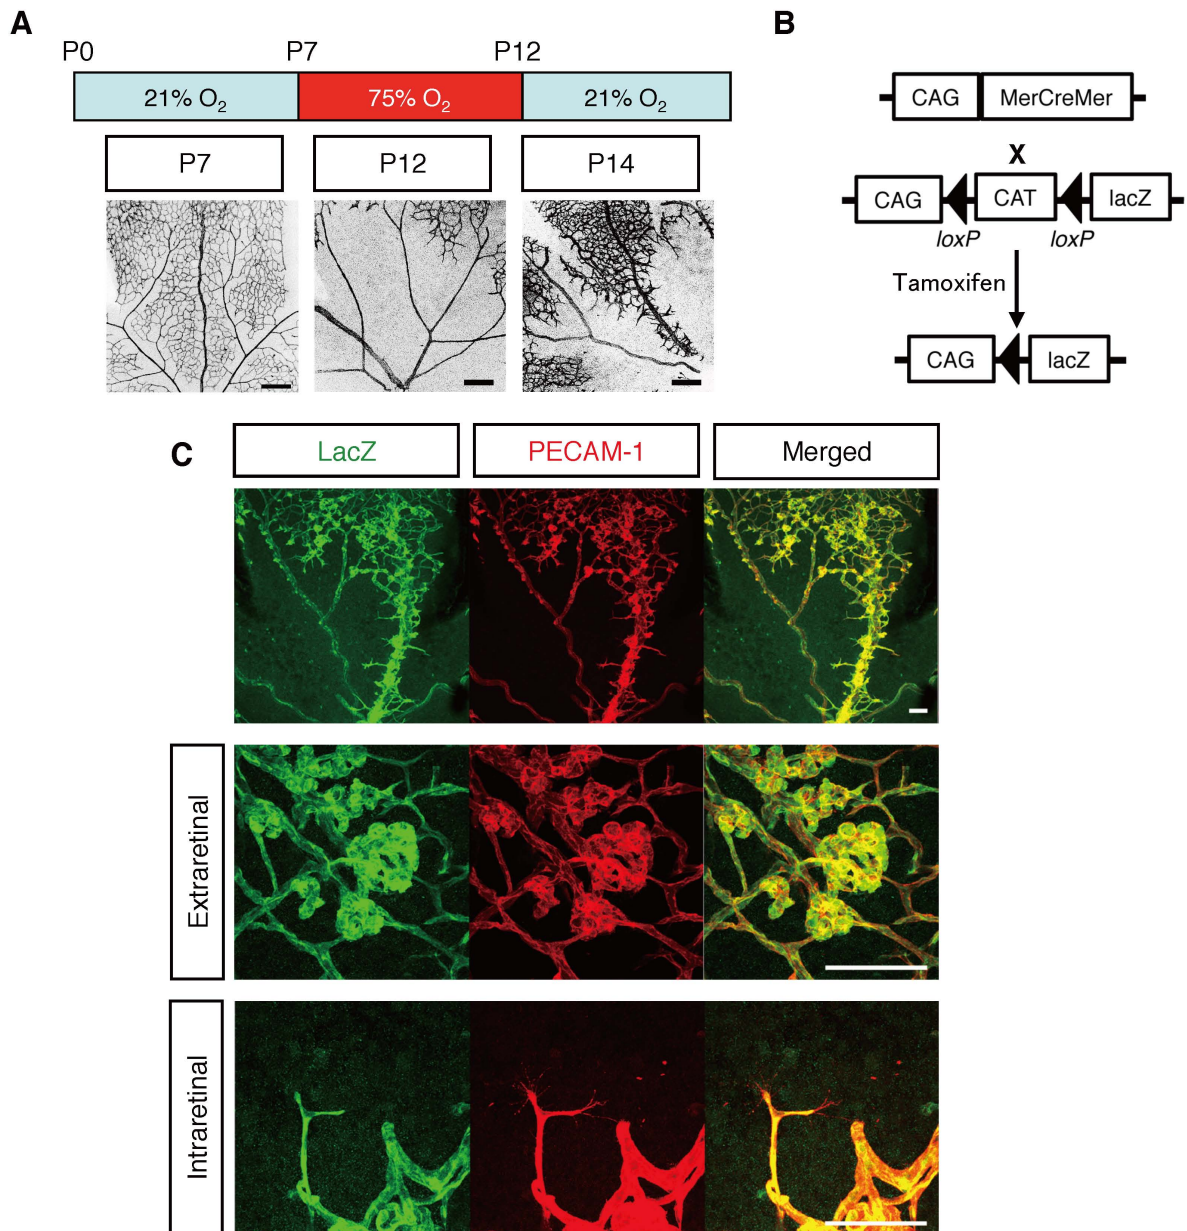 A
P0 P7 P12
21% O2 75% O2 21% O2
P7 P12 P14
B
CAG MerCreMer
X
CAG CAT lacZ
loxP loxP
Tamoxifen
CAG lacZ
C
LacZ PECAM-1 Merged
Extraretinal
Intraretinal